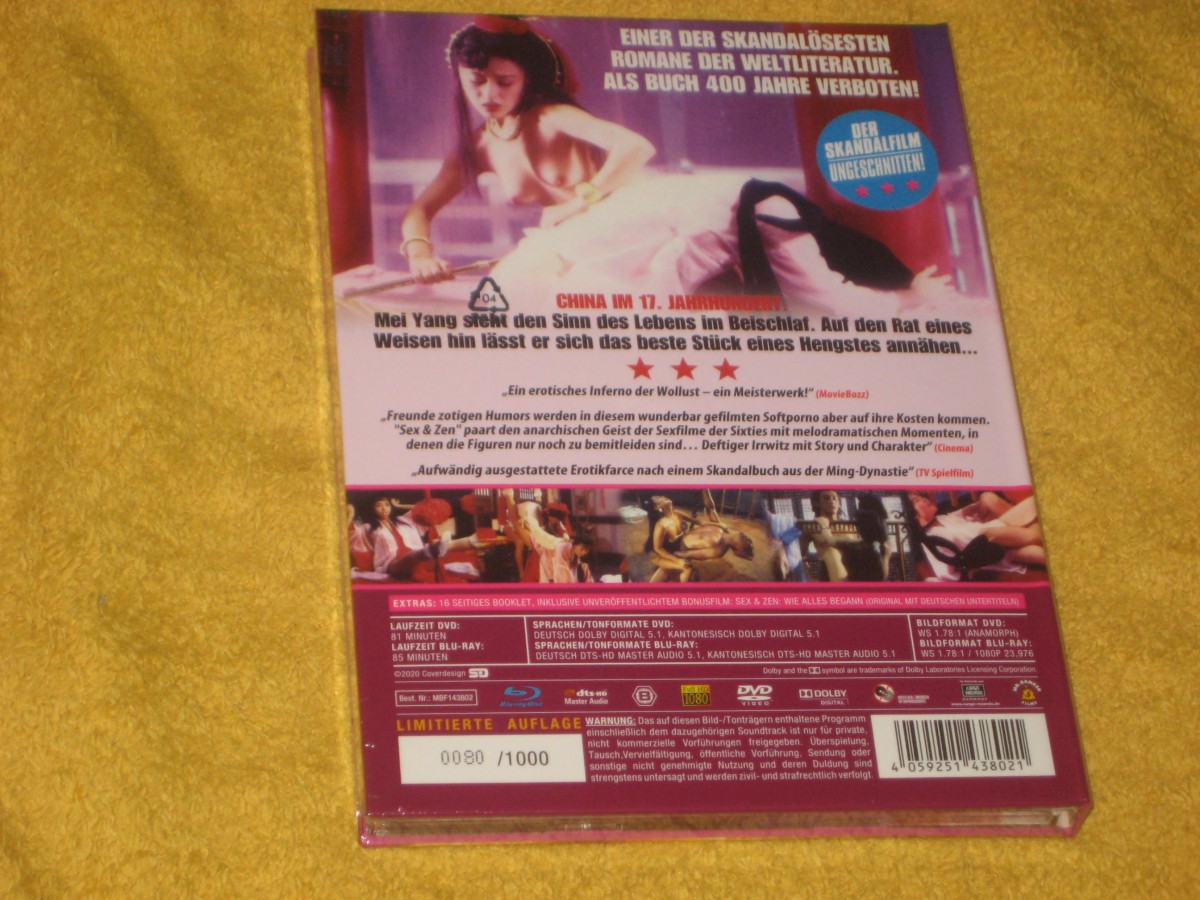 EINER DER SKANDALÖSESTEN
ROMANE DER WELTLITERATUR.
ALS BUCH 400 JAHRE VERBOTEN!
DER
SKANDALFILM
UNGESCHNITTEN!
04
CHINA IM 17. JAHRHUNDERT:
Mei Yang sieht den Sinn des Lebens im Beischlaf. Auf den Rat eines
Weisen hin lässt er sich das beste Stück eines Hengstes annähen...
„Ein erotisches Inferno der Wollust – ein Meisterwerk!“ (MovieBazz)
„Freunde zotigen Humors werden in diesem wunderbar gefilmten Softporno aber auf ihre Kosten kommen.
"Sex & Zen" paart den anarchischen Geist der Sexfilme der Sixties mit melodramatischen Momenten, in
denen die Figuren nur noch zu bemitleiden sind... Deftiger Irrwitz mit Story und Charakter“ (Cinema)
„Aufwändig ausgestattete Erotikfarce nach einem Skandalbuch aus der Ming-Dynastie“ (TV Spielfilm)
EXTRAS: 16 SEITIGES BOOKLET, INKLUSIVE UNVERÖFFENTLICHTEM BONUSFILM: SEX & ZEN: WIE ALLES BEGANN (ORIGINAL MIT DEUTSCHEN UNTERTITELN)
LAUFZEIT DVD:
81 MINUTEN
LAUFZEIT BLU-RAY:
85 MINUTEN
SPRACHEN/TONFORMATE DVD:
DEUTSCH DOLBY DIGITAL 5.1, KANTONESISCH DOLBY DIGITAL 5.1
SPRACHEN/TONFORMATE BLU-RAY:
DEUTSCH DTS-HD MASTER AUDIO 5.1, KANTONESISCH DTS-HD MASTER AUDIO 5.1
BILDFORMAT DVD:
WS 1.78:1 (ANAMORPH)
BILDFORMAT BLU-RAY:
WS 1.78:1 / 1080P 23,976
©2020 Coverdesign SP
Dolby and the symbol are trademarks of Dolby Laboratories Licensing Corporation
Best. Nr.: MBF143802
Blu-ray Disc
dts-HD
Master Audio
B
FULL HD
1080
DVD
VIDEO
DOLBY
DIGITAL
LIMITIERTE AUFLAGE
0080 /1000
WARNUNG: Das auf diesen Bild-/Tonträgern enthaltene Programm
einschließlich dem dazugehörigen Soundtrack ist nur für private,
nicht kommerzielle Vorführungen freigegeben. Überspielung,
Tausch,Vervielfältigung, öffentliche Vorführung, Sendung oder
sonstige nicht genehmigte Nutzung und deren Duldung sind
strengstens untersagt und werden zivil- und strafrechtlich verfolgt.
4 059251 438021